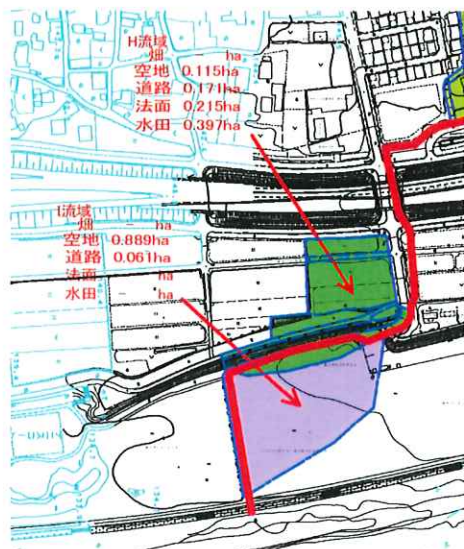 H流域
畑 - ha
空地 0.115ha
道路 0.171ha
法面 0.215ha
水田 0.397ha
I流域
畑 - ha
空地 0.889ha
道路 0.061ha
法面 - ha
水田 - ha